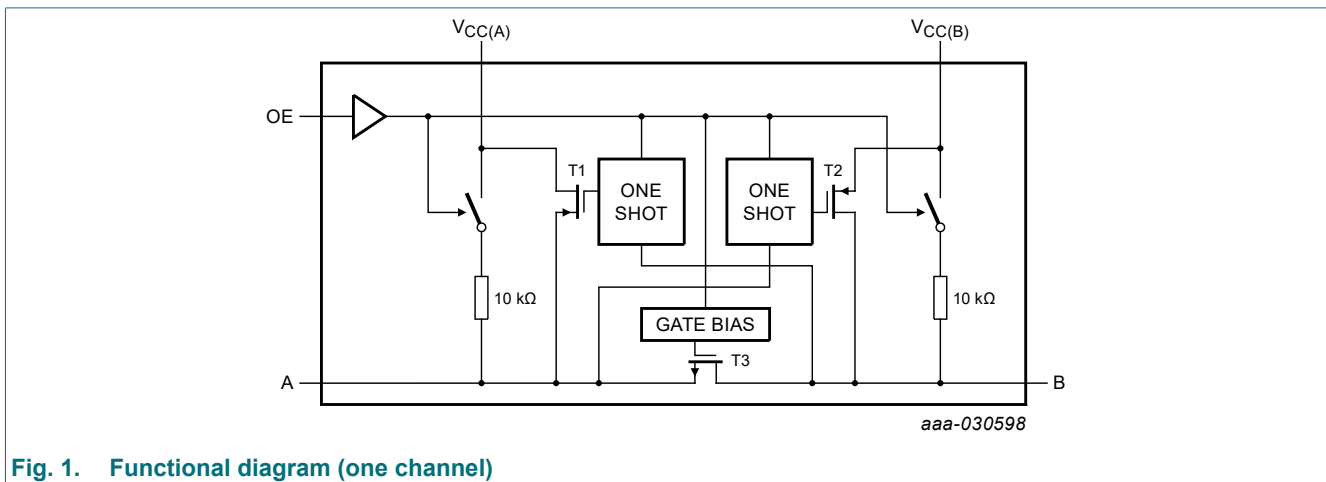 VCC(A)
VCC(B)
OE
T1
ONE
SHOT
ONE
SHOT
T2
10 kΩ
10 kΩ
GATE BIAS
T3
A
B
aaa-030598
Fig. 1. Functional diagram (one channel)